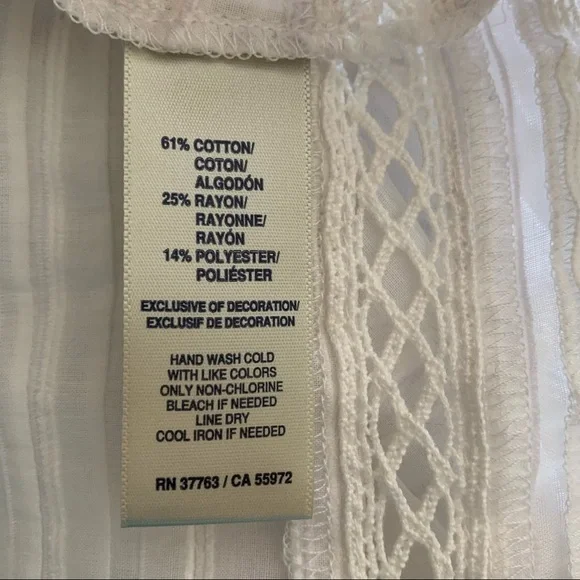 61% COTTON/
COTON/
ALGODÓN
25% RAYON/
RAYONNE/
RAYÓN
14% POLYESTER/
POLIÉSTER
EXCLUSIVE OF DECORATION/
EXCLUSIF DE DECORATION
HAND WASH COLD
WITH LIKE COLORS
ONLY NON-CHLORINE
BLEACH IF NEEDED
LINE DRY
COOL IRON IF NEEDED
RN 37763 / CA 55972